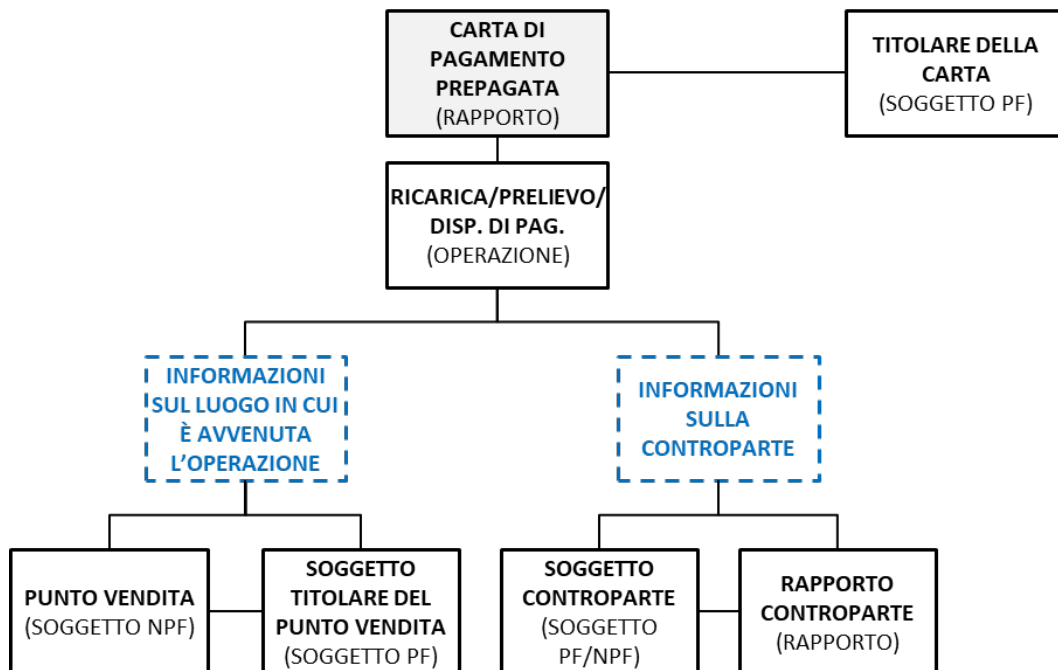 CARTA DI
PAGAMENTO
PREPAGATA
(RAPPORTO)
TITOLARE DELLA
CARTA
(SOGGETTO PF)
RICARICA/PRELIEVO/
DISP. DI PAG.
(OPERAZIONE)
INFORMAZIONI
SUL LUOGO IN CUI
È AVVENUTA
L’OPERAZIONE
INFORMAZIONI
SULLA
CONTROPARTE
PUNTO VENDITA
(SOGGETTO NPF)
SOGGETTO
TITOLARE DEL
PUNTO VENDITA
(SOGGETTO PF)
SOGGETTO
CONTROPARTE
(SOGGETTO
PF/NPF)
RAPPORTO
CONTROPARTE
(RAPPORTO)